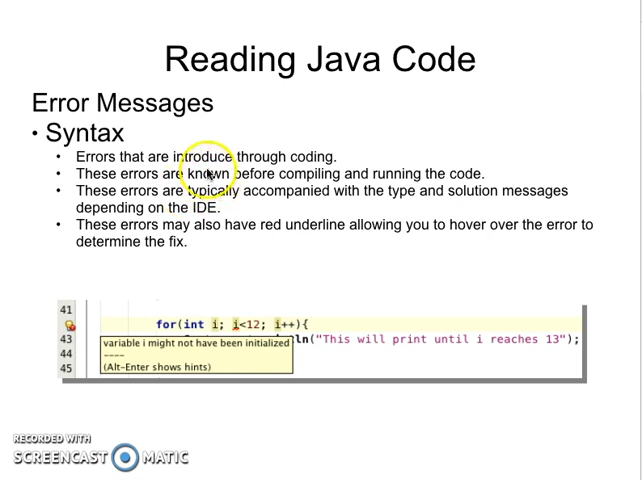 Reading Java Code
Error Messages
• Syntax
• Errors that are introduce through coding.
• These errors are known before compiling and running the code.
• These errors are typically accompanied with the type and solution messages
depending on the IDE.
• These errors may also have red underline allowing you to hover over the error to
determine the fix.
41
for(int i; i<12; i++){
43 ln("This will print until i reaches 13");
variable i might not have been initialized
44 ----
45 (Alt-Enter shows hints)
RECORDED WITH
SCREENCAST MATIC